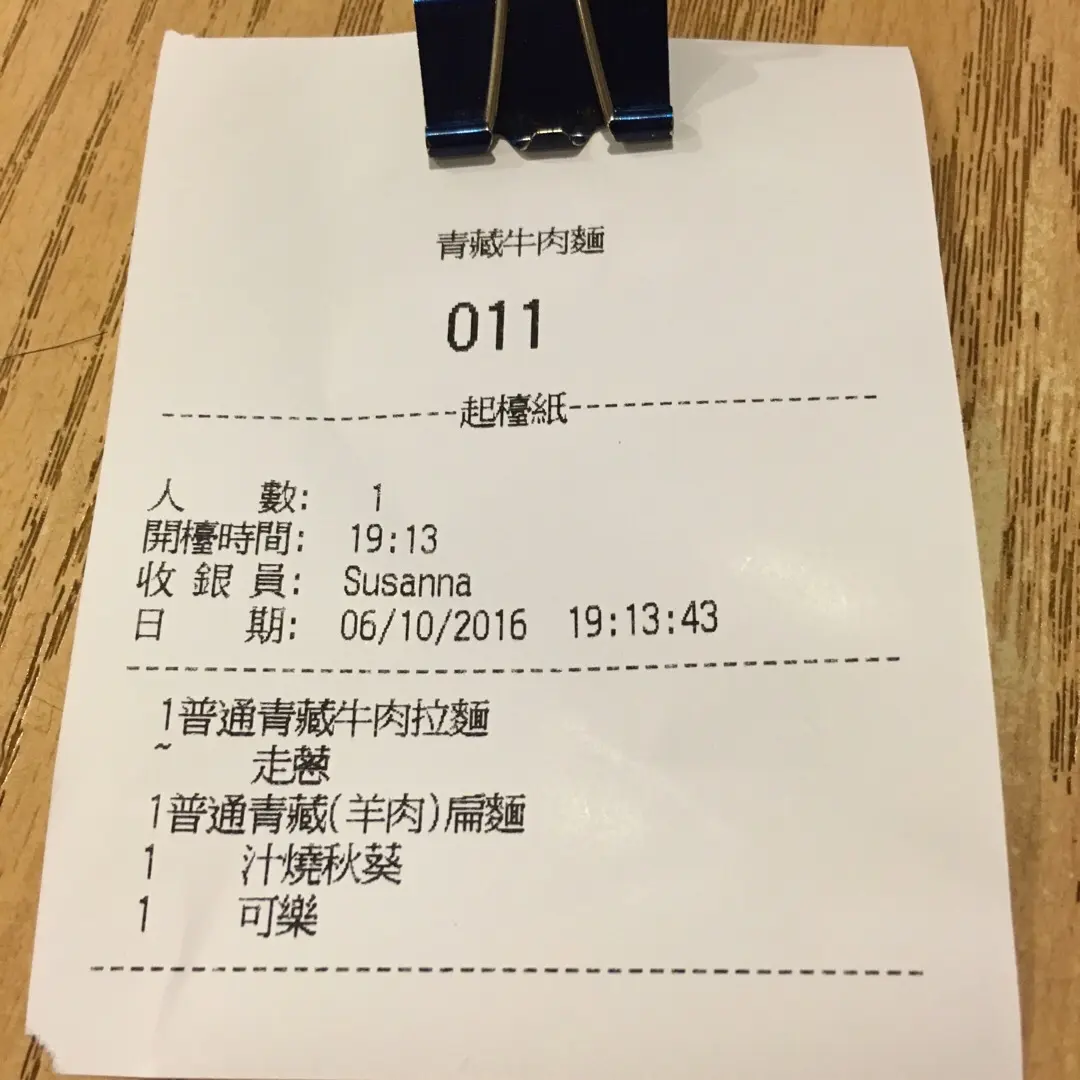 青藏牛肉麵
011
--------------------起檯紙---------------------
人　　數: 1
開檯時間: 19:13
收 銀 員: Susanna
日　　期: 06/10/2016 19:13:43
1普通青藏牛肉拉麵
~ 走蔥
1普通青藏(羊肉)扁麵
1 汁燒秋葵
1 可樂